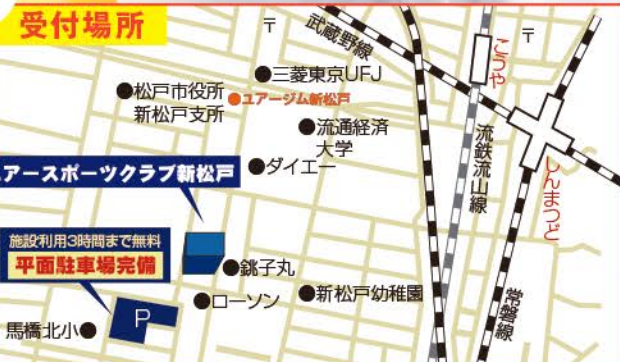 受付場所
〒
武蔵野線
こうや
〒
三菱東京UFJ
松戸市役所
新松戸支所
ユアージム新松戸
流通経済
大学
流鉄流山線
しんまつど
ダイエー
アースポーツクラブ新松戸
施設利用3時間まで無料
平面駐車場完備
銚子丸
ローソン
新松戸幼稚園
常磐線
P
馬橋北小